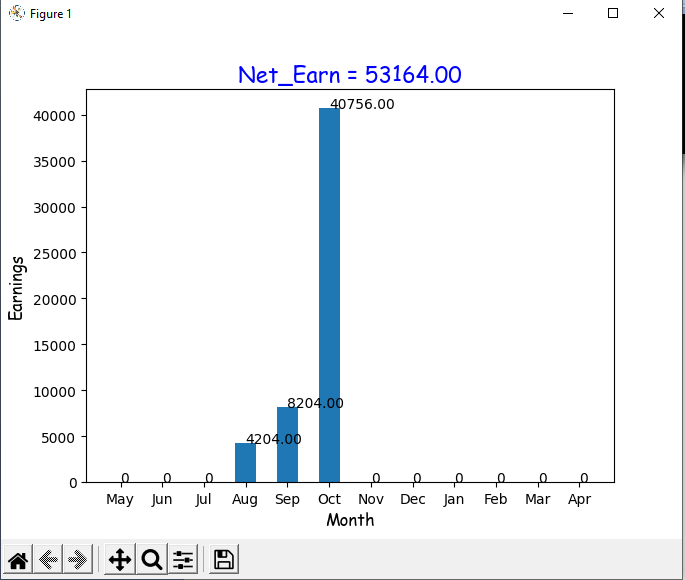 Figure 1
Net_Earn = 53164.00
40756.00
40000
35000
30000
25000
20000
15000
10000
8204.00
5000
4204.00
0
0 0 0 0 0 0 0 0 0
May Jun Jul Aug Sep Oct Nov Dec Jan Feb Mar Apr
Month
Earnings